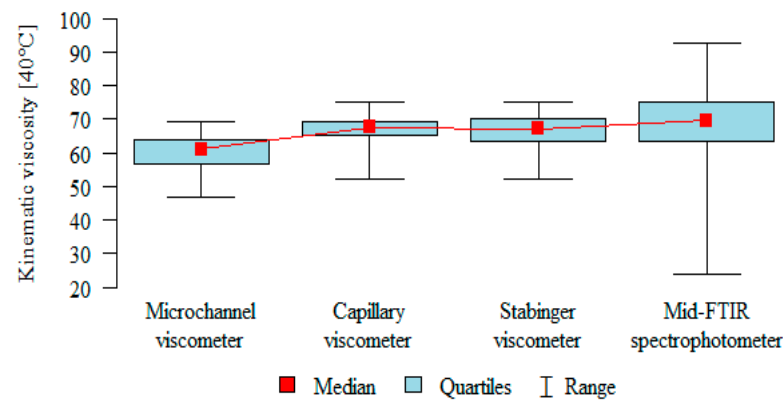 Kinematic viscosity [40°C]
100
90
80
70
60
50
40
30
20
Microchannel viscometer
Capillary viscometer
Stabinger viscometer
Mid-FTIR spectrophotometer
Median
Quartiles
Range